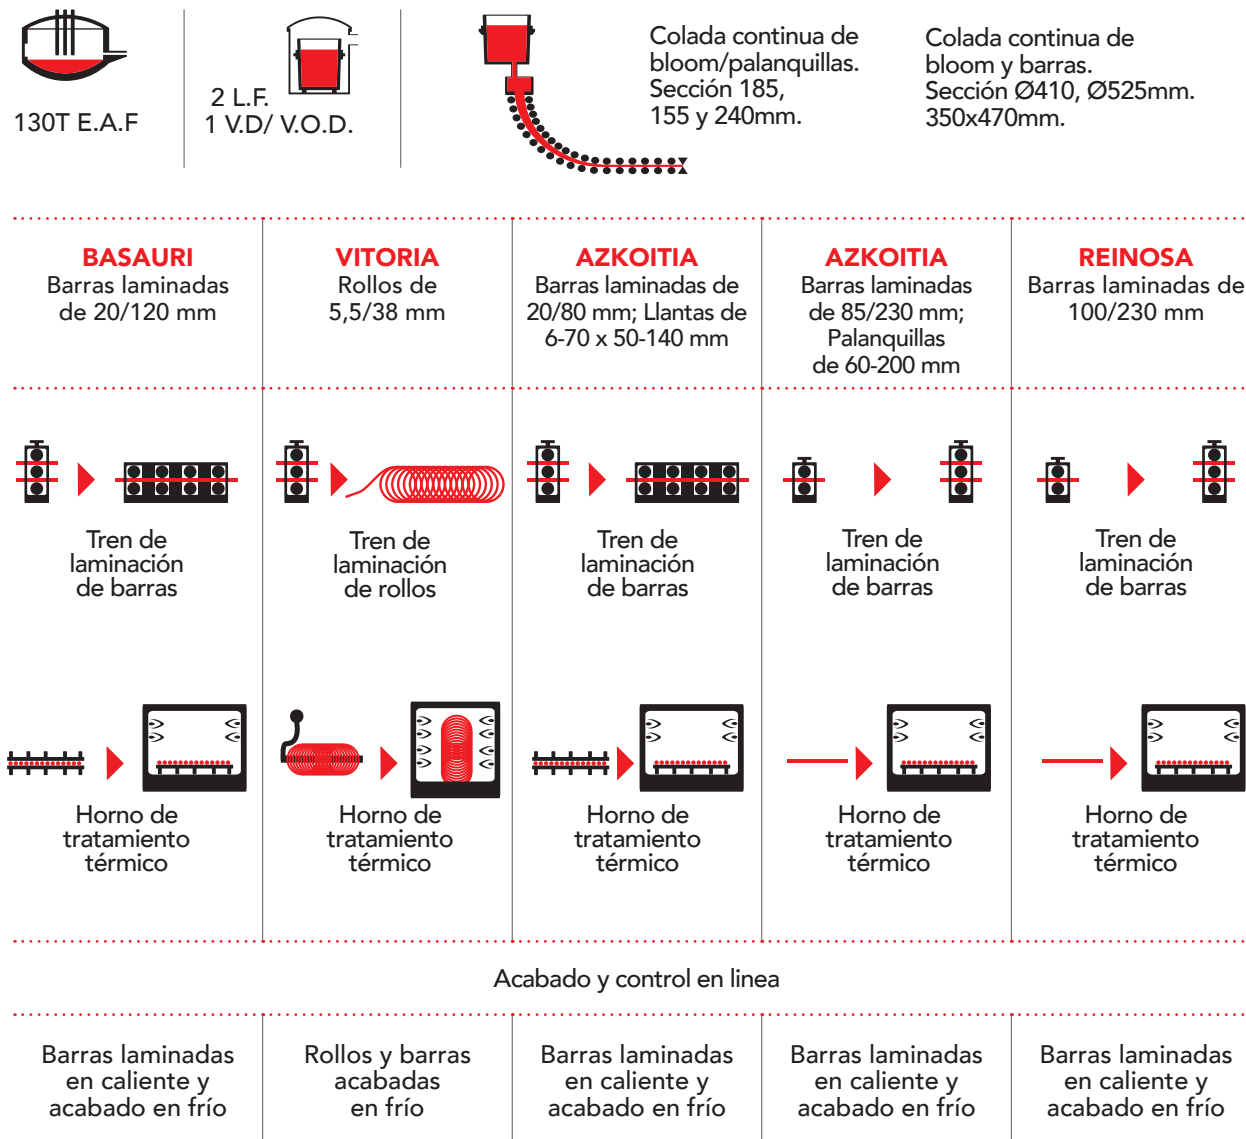 130T E.A.F
2 L.F.
1 V.D/ V.O.D.
Colada continua de
bloom/palanquillas.
Sección 185,
155 y 240mm.
Colada continua de
bloom y barras.
Sección Ø410, Ø525mm.
350x470mm.
BASAURI
Barras laminadas
de 20/120 mm
VITORIA
Rollos de
5,5/38 mm
AZKOITIA
Barras laminadas de
20/80 mm; Llantas de
6-70 x 50-140 mm
AZKOITIA
Barras laminadas
de 85/230 mm;
Palanquillas
de 60-200 mm
REINOSA
Barras laminadas de
100/230 mm
Tren de
laminación
de barras
Tren de
laminación
de rollos
Tren de
laminación
de barras
Tren de
laminación
de barras
Tren de
laminación
de barras
Horno de
tratamiento
térmico
Horno de
tratamiento
térmico
Horno de
tratamiento
térmico
Horno de
tratamiento
térmico
Horno de
tratamiento
térmico
Acabado y control en linea
Barras laminadas
en caliente y
acabado en frío
Rollos y barras
acabadas
en frío
Barras laminadas
en caliente y
acabado en frío
Barras laminadas
en caliente y
acabado en frío
Barras laminadas
en caliente y
acabado en frío